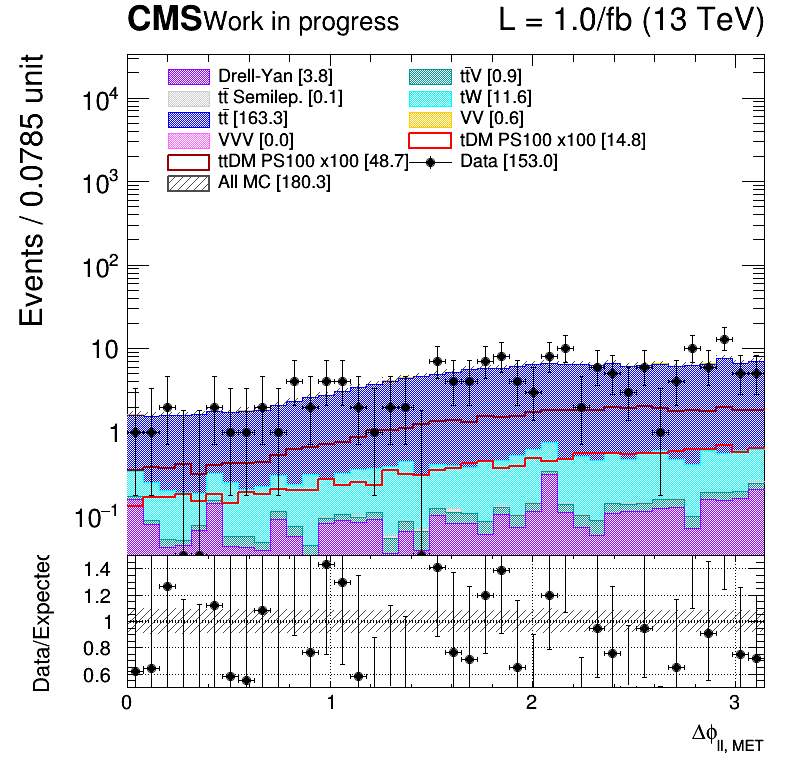 CMS Work in progress L = 1.0/fb (13 TeV)
Events / 0.0785 unit
Drell-Yan [3.8] tt̄V [0.9]
tt̄ Semilep. [0.1] tW [11.6]
tt̄ [163.3] VV [0.6]
VVV [0.0] tDM PS100 x100 [14.8]
ttDM PS100 x100 [48.7] Data [153.0]
All MC [180.3]
10⁴
10³
10²
10
1
10⁻¹
Data/Expected
1.4
1.2
1
0.8
0.6
0 1 2 3
Δϕ_ll, MET